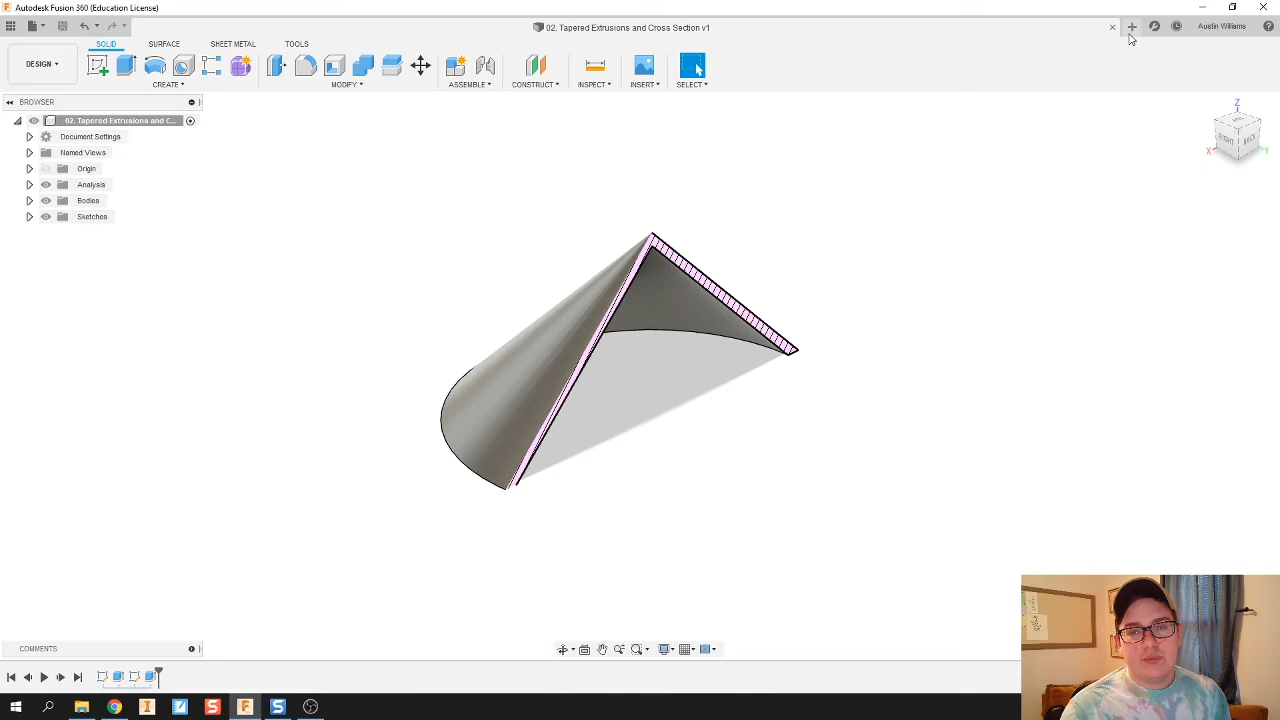 Autodesk Fusion 360 (Education License)
02. Tapered Extrusions and Cross Section v1
Austin Williams
SOLID SURFACE SHEET METAL TOOLS
DESIGN
CREATE MODIFY ASSEMBLE CONSTRUCT INSPECT INSERT SELECT
BROWSER
02. Tapered Extrusions and C...
Document Settings
Named Views
Origin
Analysis
Bodies
Sketches
Z
RIGHT BACK
X Y
COMMENTS